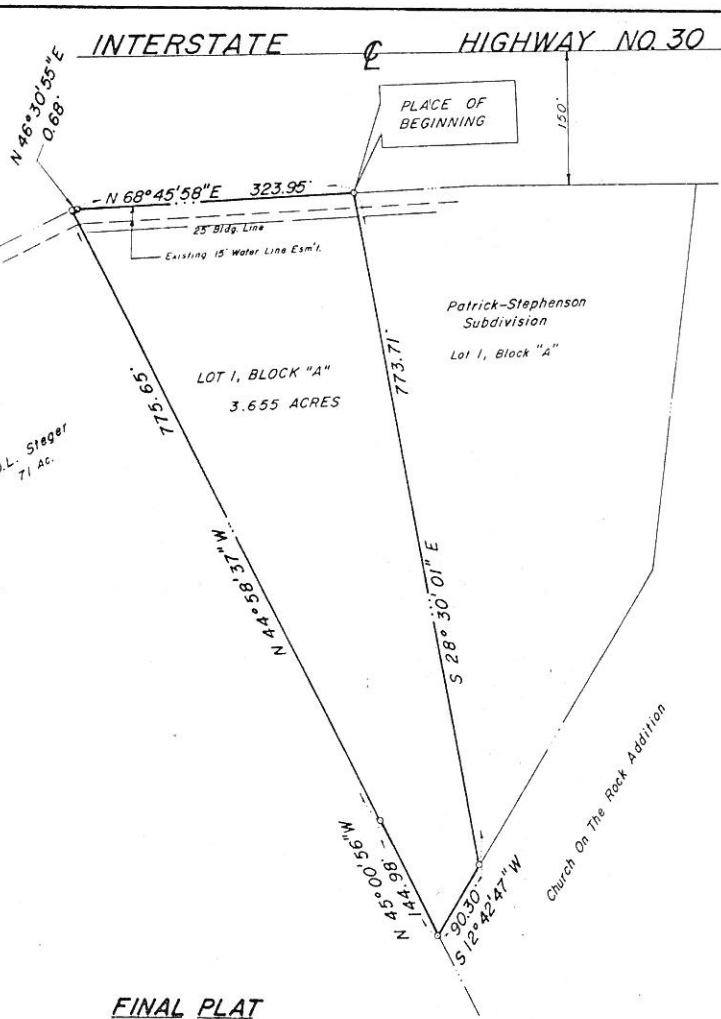 INTERSTATE ℄ HIGHWAY NO. 30
N 46°30'55"E
0.68'
PLACE OF
BEGINNING
150'
N 68°45'58"E 323.95'
25' Bldg. Line
Existing 15' Water Line Esm't.
Patrick-Stephenson
Subdivision
Lot 1, Block "A"
LOT 1, BLOCK "A"
3.655 ACRES
775.65'
773.71'
.L. Steger
71 Ac.
N 44°58'37"W
S 28°30'01"E
Church On The Rock Addition
N 45°00'56"W
144.98'
90.30'
S 12°42'47"W
FINAL PLAT